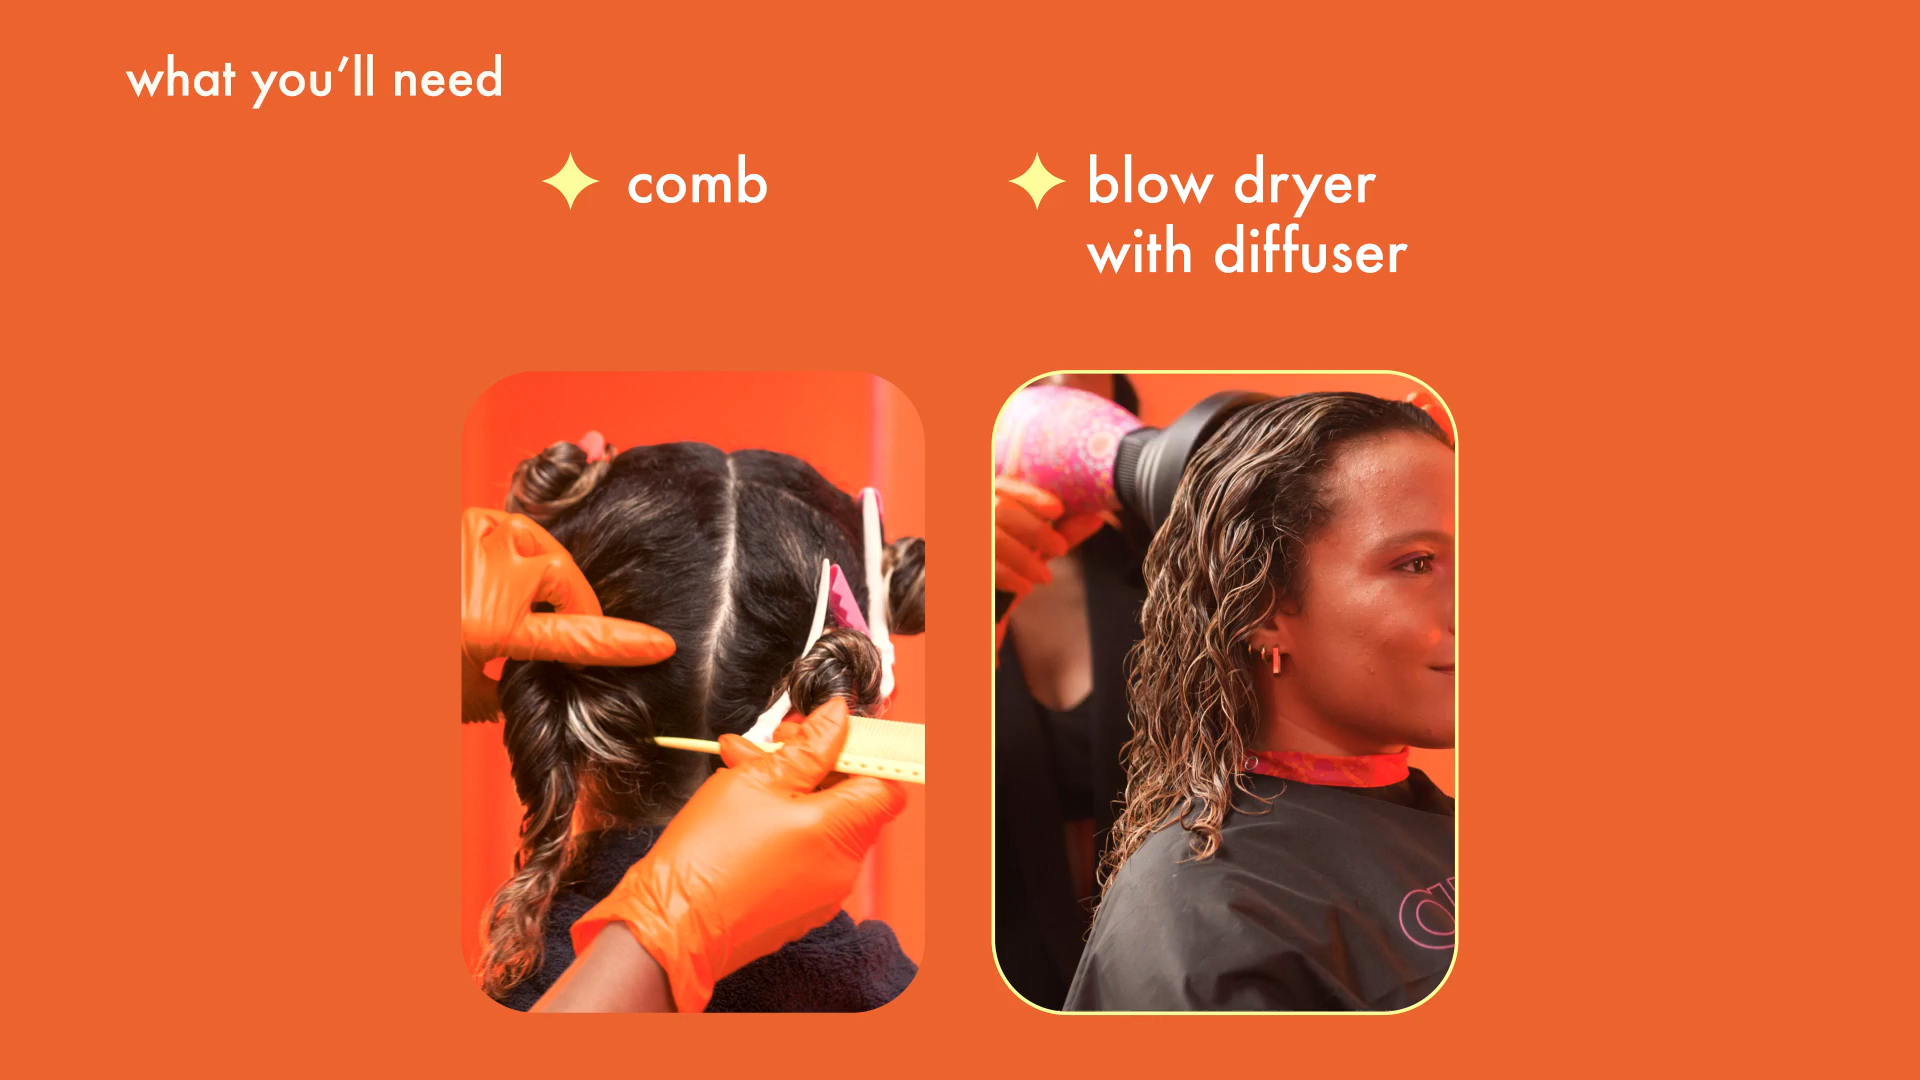 what you’ll need
comb
blow dryer
with diffuser